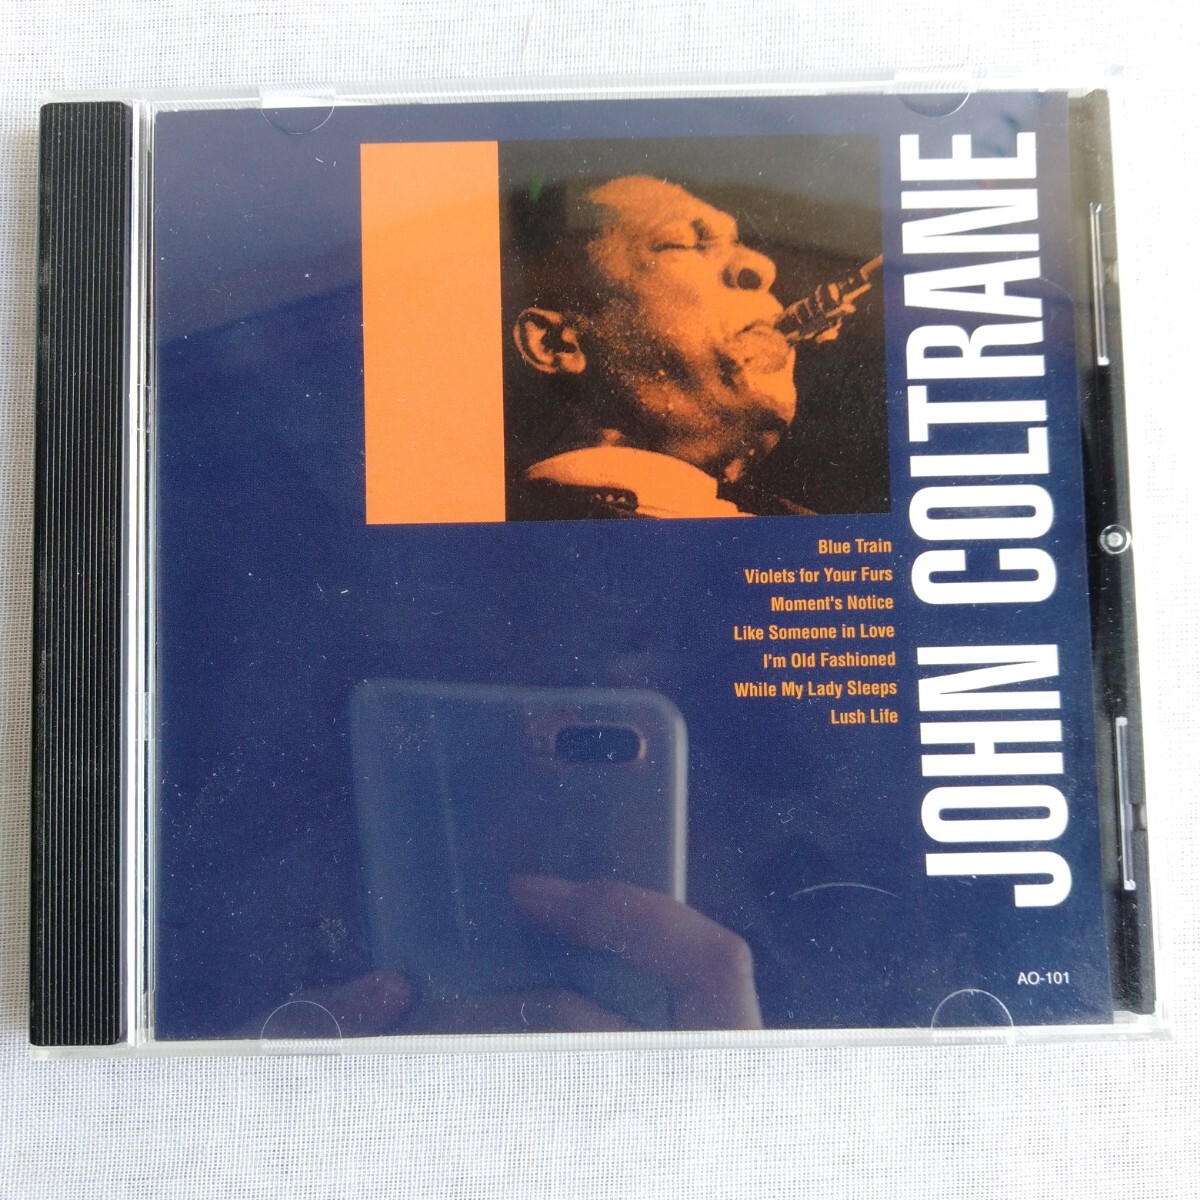 JOHN COLTRANE
Blue Train
Violets for Your Furs
Moment's Notice
Like Someone in Love
I'm Old Fashioned
While My Lady Sleeps
Lush Life
AO-101